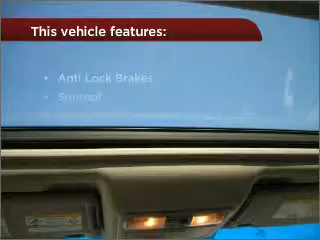 This vehicle features:
• Anti Lock Brakes
• Sunroof